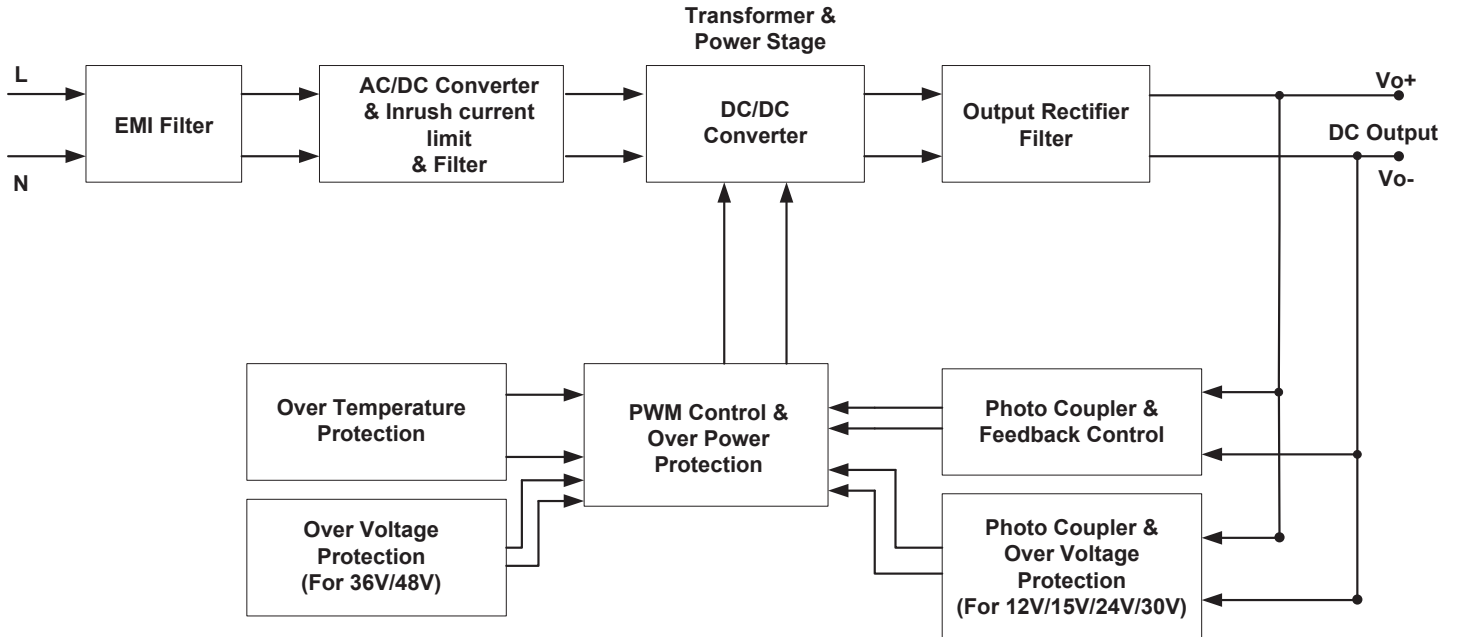 Transformer &
Power Stage
L
N
EMI Filter
AC/DC Converter
& Inrush current
limit
& Filter
DC/DC
Converter
Output Rectifier
Filter
Vo+
DC Output
Vo-
Over Temperature
Protection
PWM Control &
Over Power
Protection
Photo Coupler &
Feedback Control
Over Voltage
Protection
(For 36V/48V)
Photo Coupler &
Over Voltage
Protection
(For 12V/15V/24V/30V)